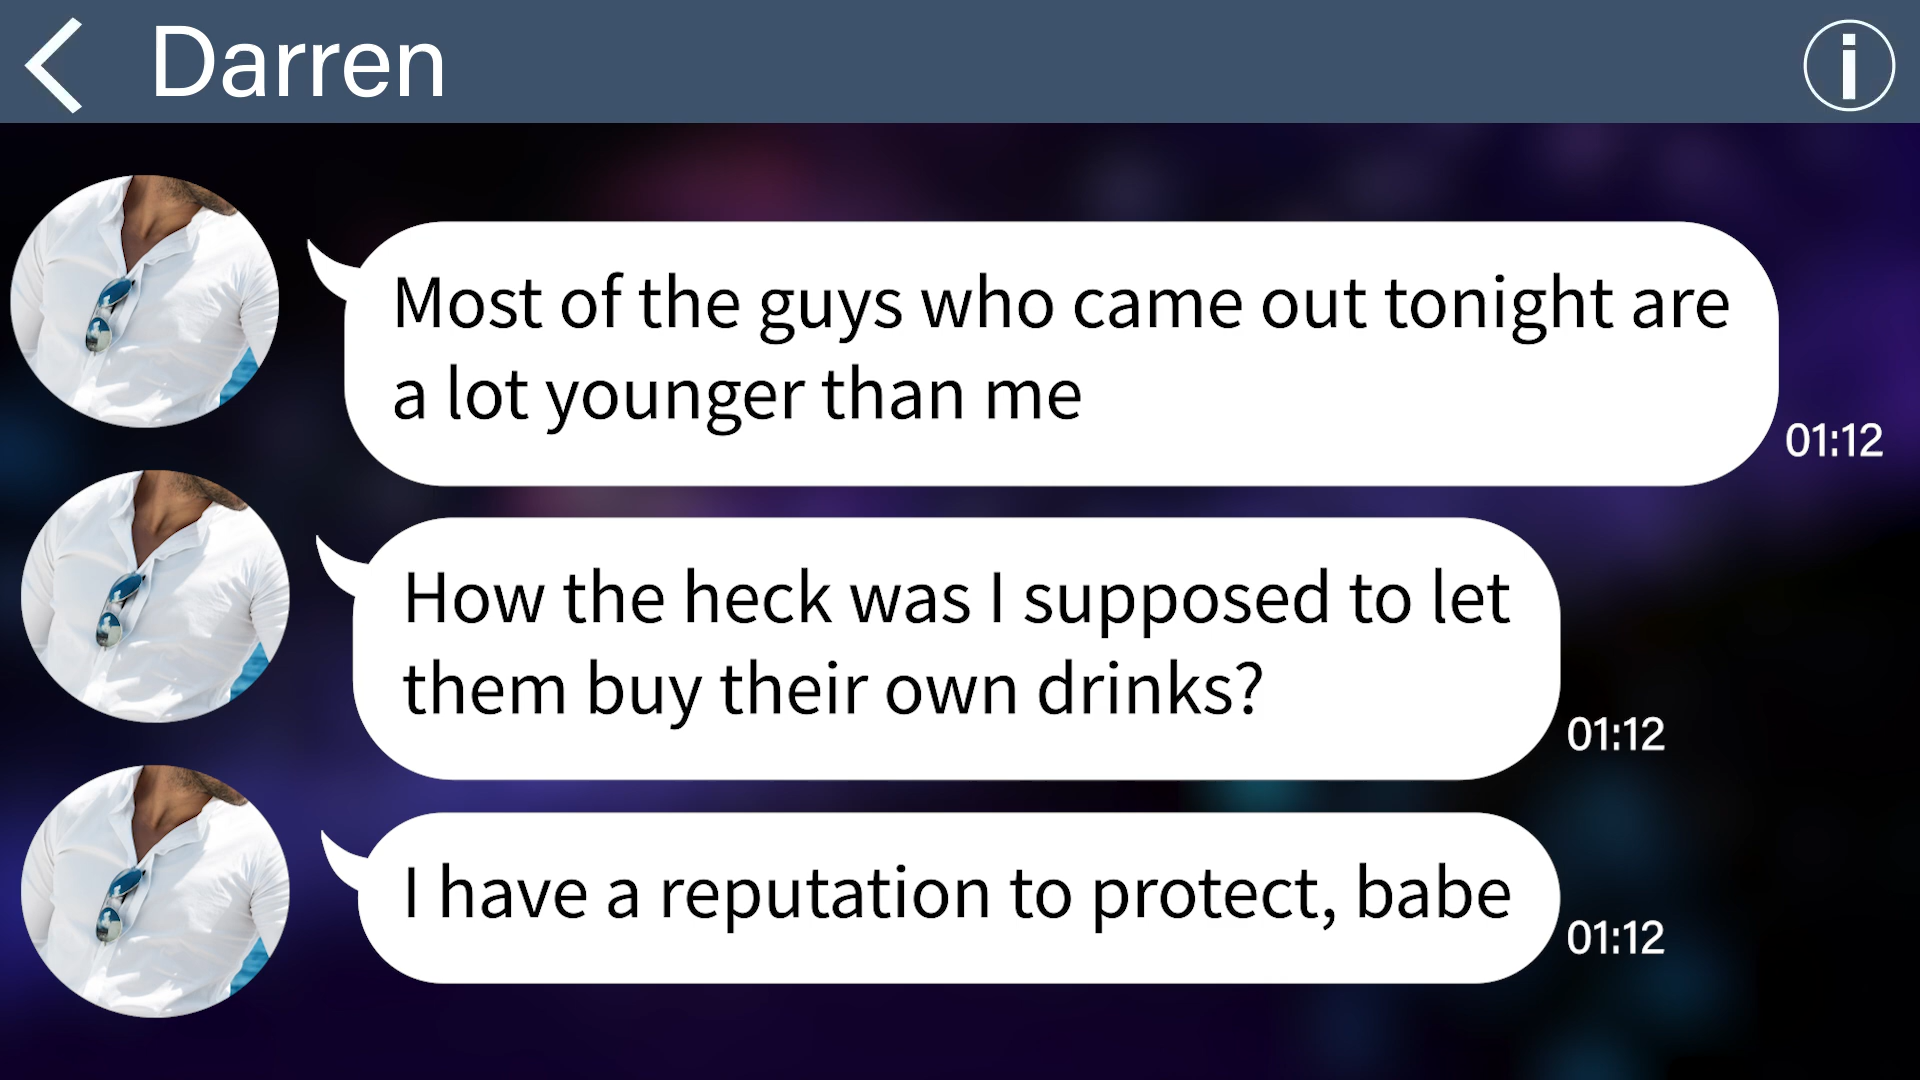 Darren
Most of the guys who came out tonight are
a lot younger than me
01:12
How the heck was I supposed to let
them buy their own drinks?
01:12
I have a reputation to protect, babe
01:12